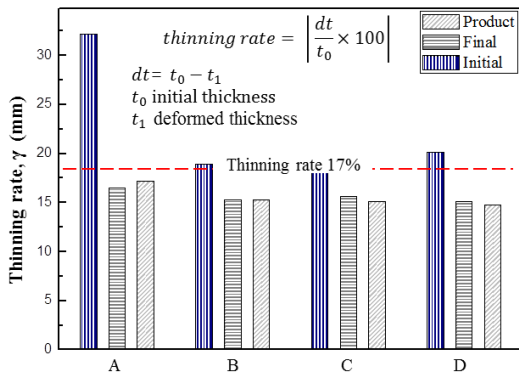 thinning rate = |dt/t₀ × 100|
dt= t₀ − t₁
t₀ initial thickness
t₁ deformed thickness
Product
Final
Initial
Thinning rate 17%
Thinning rate, γ (mm)
30
25
20
15
10
5
0
A B C D